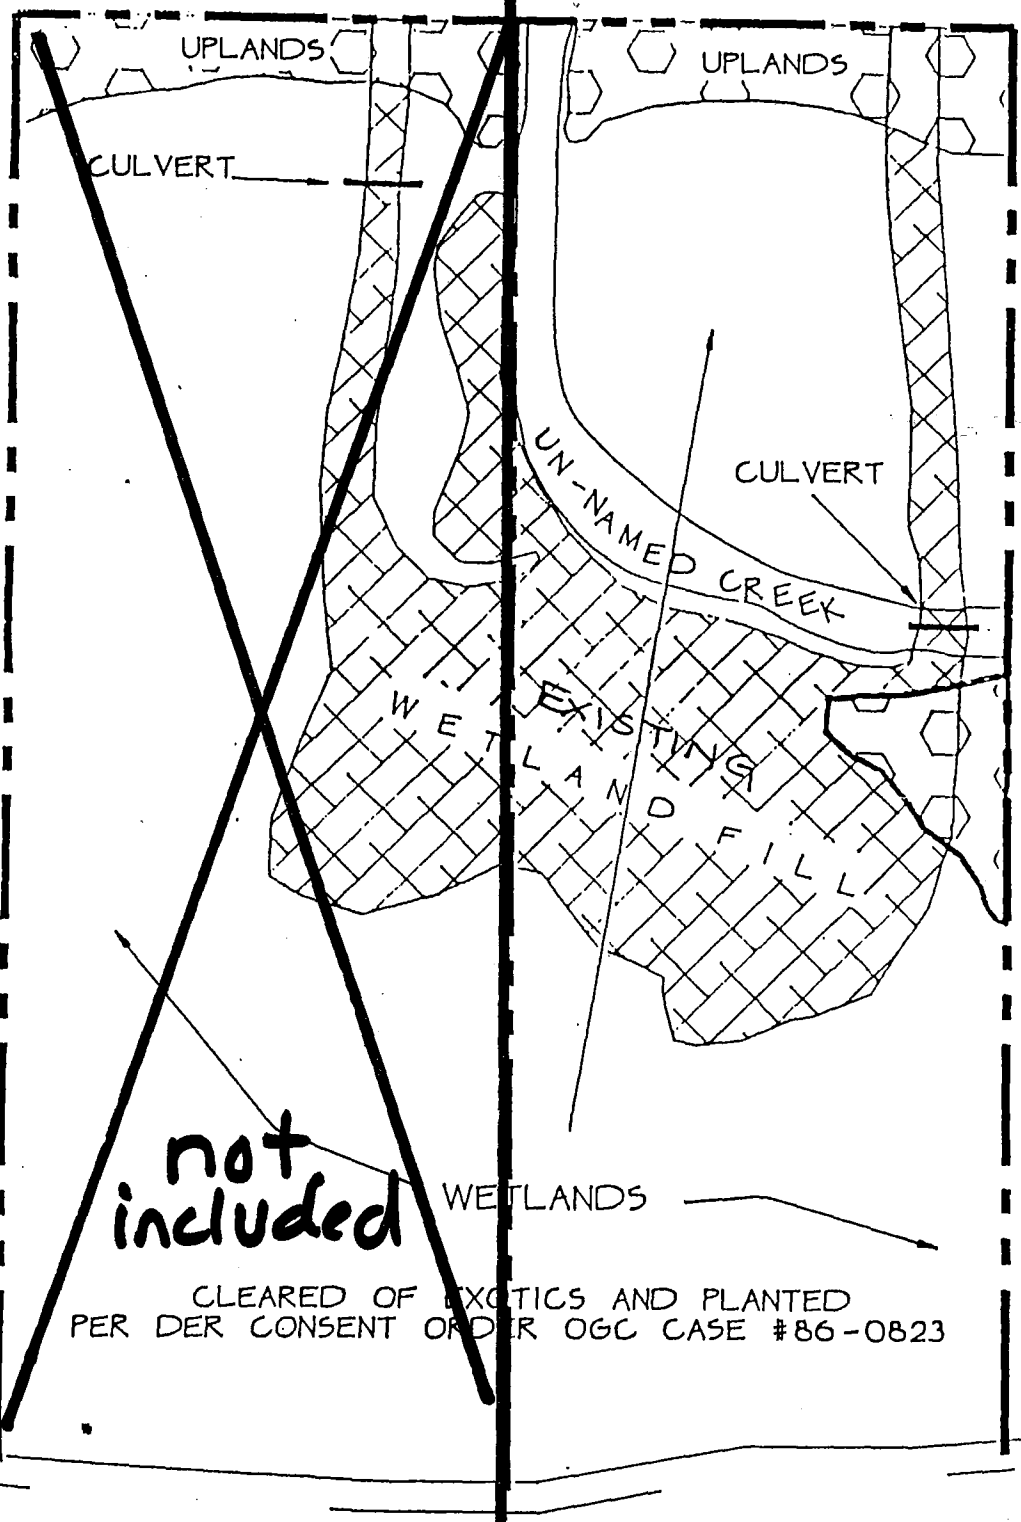 UPLANDS
UPLANDS
CULVERT
CULVERT
UN-NAMED CREEK
EXISTING
WETLAND FILL
not
included
WETLANDS
CLEARED OF EXOTICS AND PLANTED
PER DER CONSENT ORDER OGC CASE #86-0823